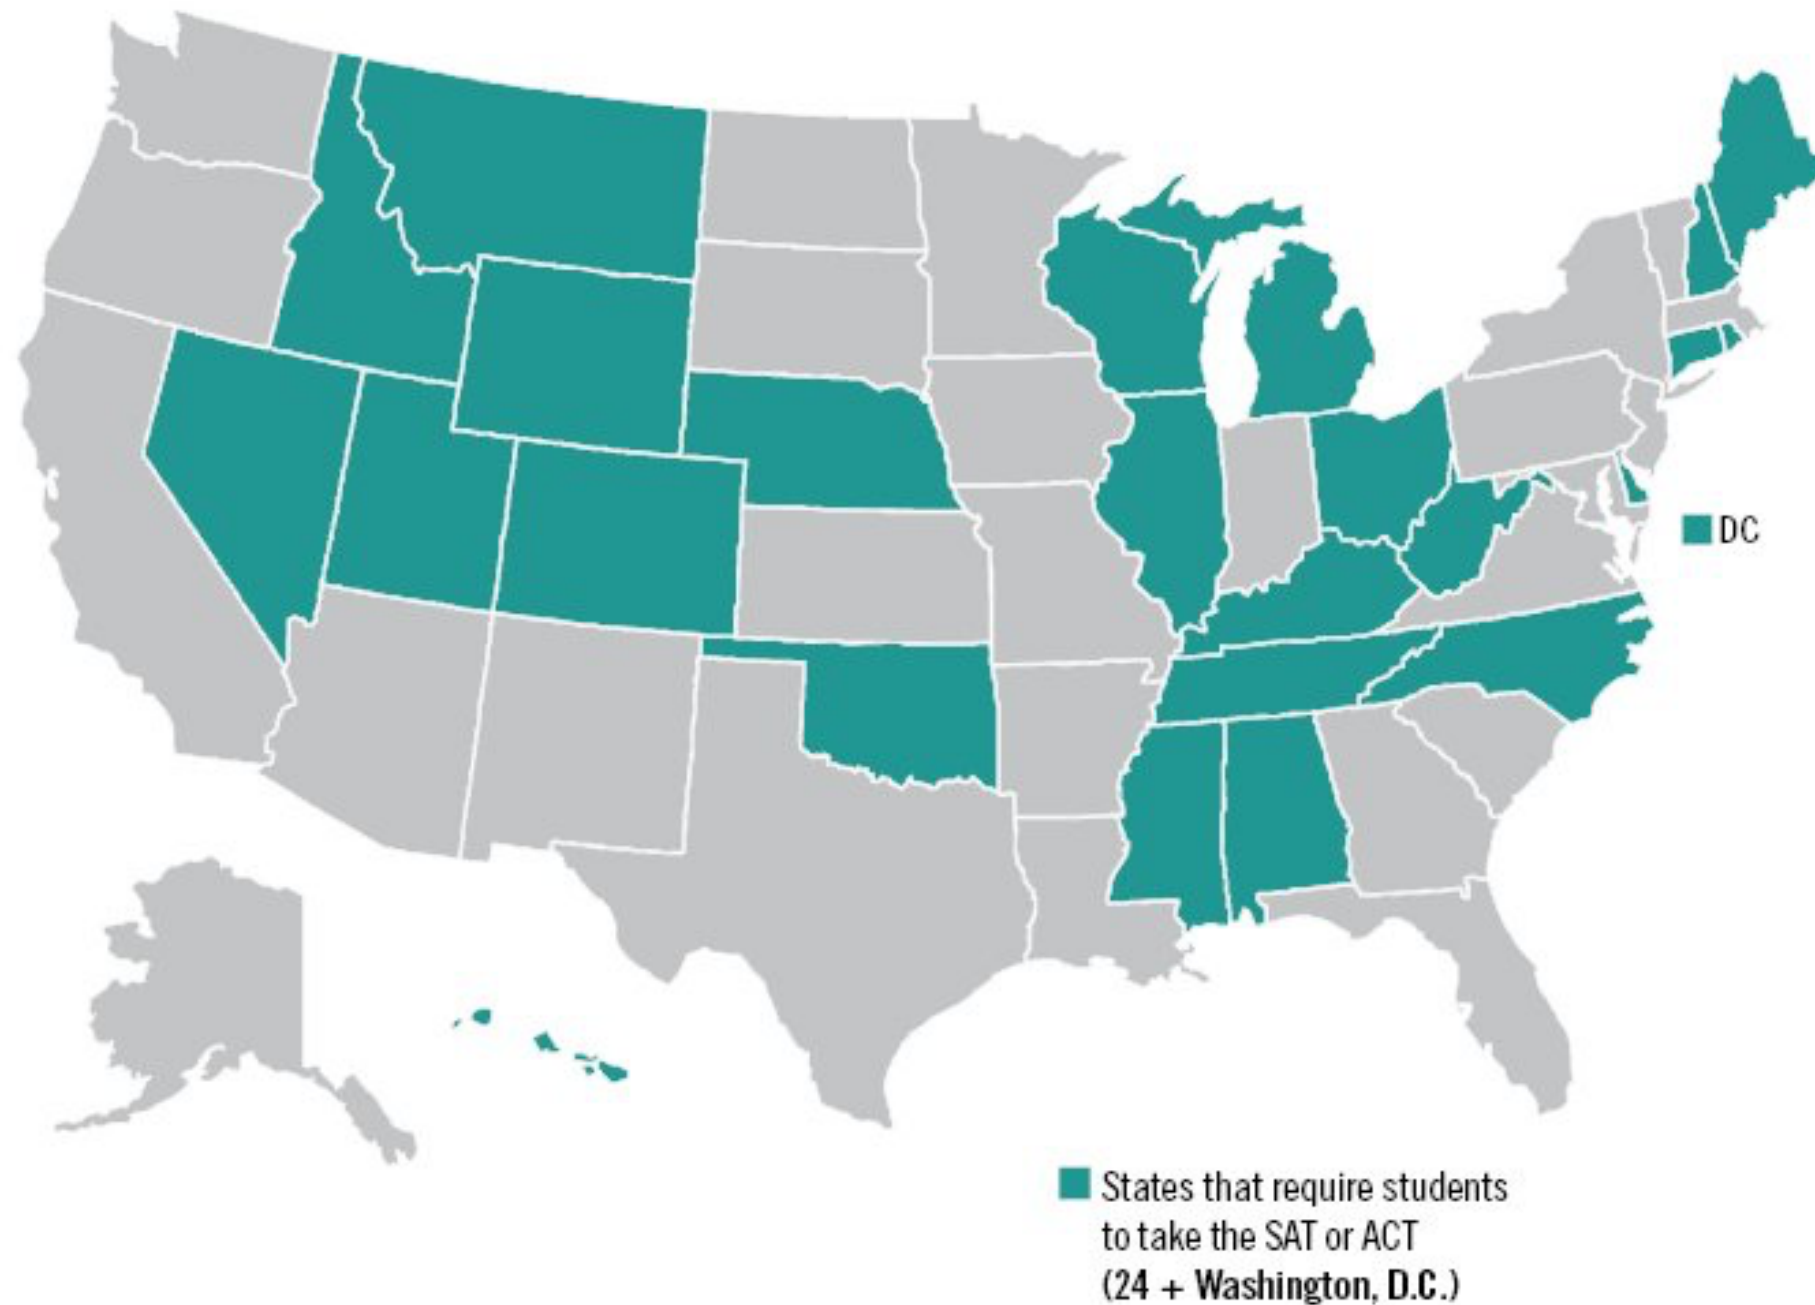 DC
States that require students
to take the SAT or ACT
(24 + Washington, D.C.)